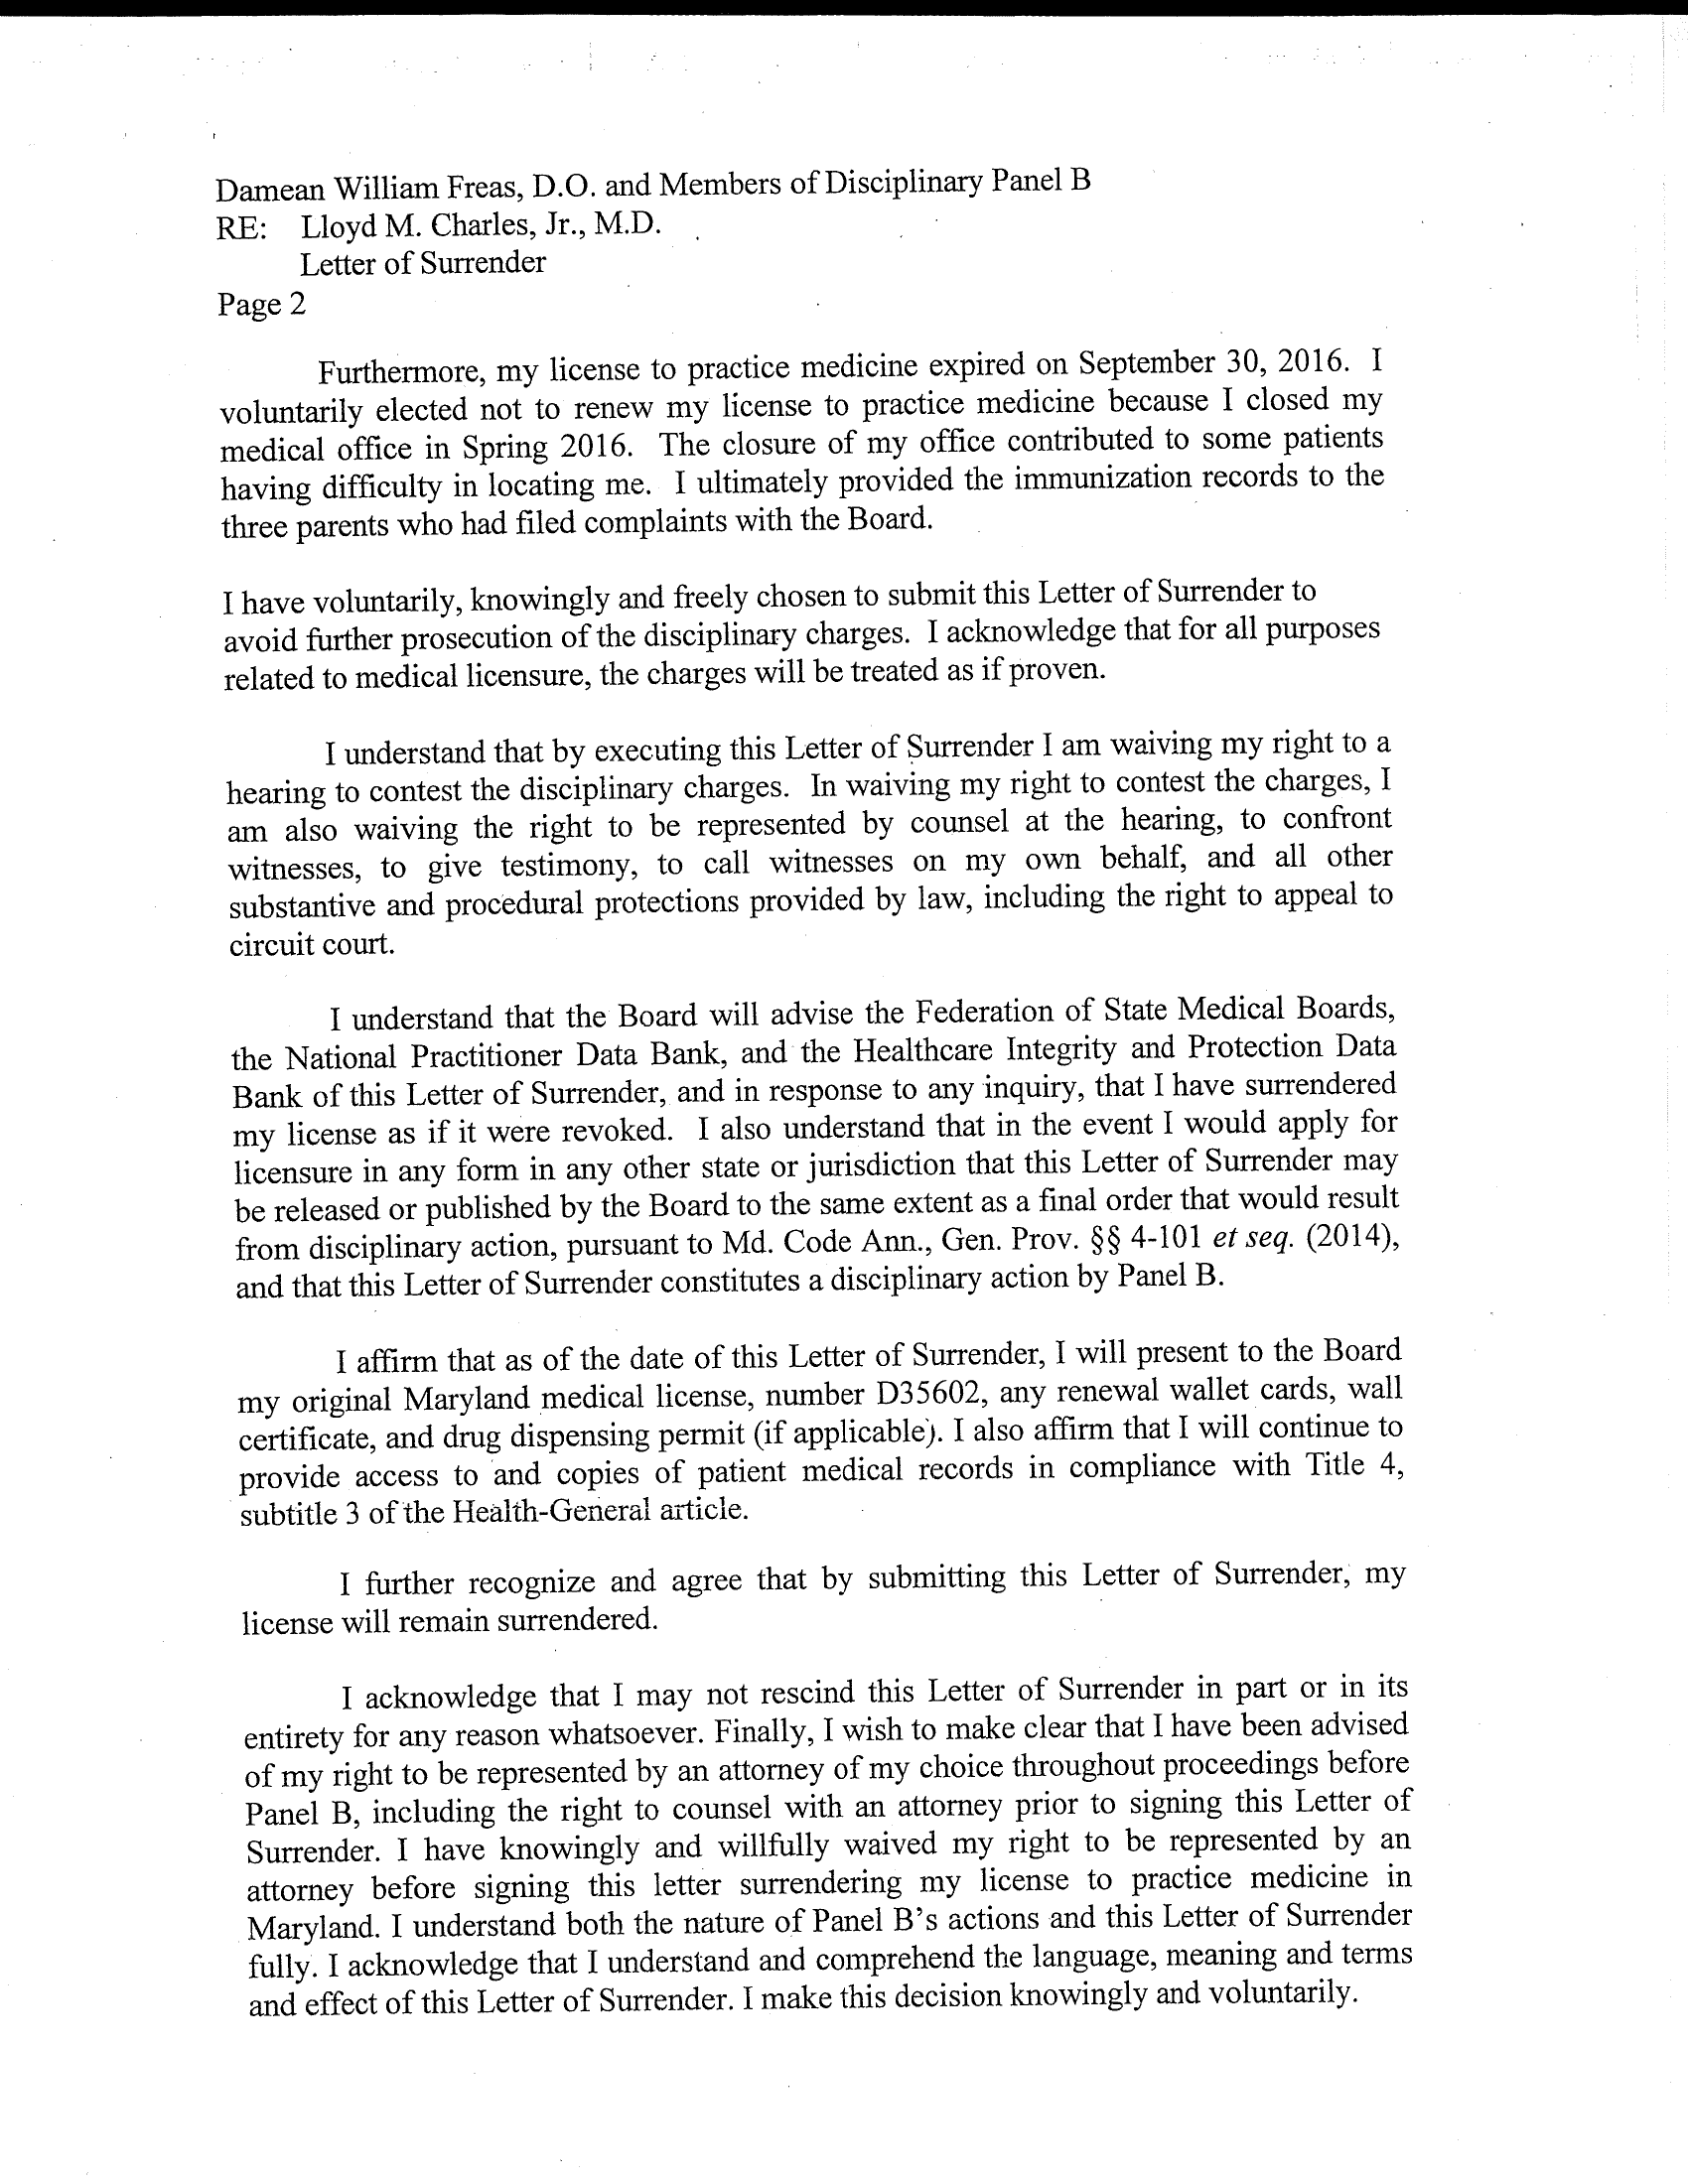 Damean William Freas, D.O. and Members of Disciplinary Panel B
RE: Lloyd M. Charles, Jr., M.D.
Letter of Surrender
Page 2
Furthermore, my license to practice medicine expired on September 30, 2016. I
voluntarily elected not to renew my license to practice medicine because I closed my
medical office in Spring 2016. The closure of my office contributed to some patients
having difficulty in locating me. I ultimately provided the immunization records to the
three parents who had filed complaints with the Board.
I have voluntarily, knowingly and freely chosen to submit this Letter of Surrender to
avoid further prosecution of the disciplinary charges. I acknowledge that for all purposes
related to medical licensure, the charges will be treated as if proven.
I understand that by executing this Letter of Surrender I am waiving my right to a
hearing to contest the disciplinary charges. In waiving my right to contest the charges, I
am also waiving the right to be represented by counsel at the hearing, to confront
witnesses, to give testimony, to call witnesses on my own behalf, and all other
substantive and procedural protections provided by law, including the right to appeal to
circuit court.
I understand that the Board will advise the Federation of State Medical Boards,
the National Practitioner Data Bank, and the Healthcare Integrity and Protection Data
Bank of this Letter of Surrender, and in response to any inquiry, that I have surrendered
my license as if it were revoked. I also understand that in the event I would apply for
licensure in any form in any other state or jurisdiction that this Letter of Surrender may
be released or published by the Board to the same extent as a final order that would result
from disciplinary action, pursuant to Md. Code Ann., Gen. Prov. §§ 4-101 et seq. (2014),
and that this Letter of Surrender constitutes a disciplinary action by Panel B.
I affirm that as of the date of this Letter of Surrender, I will present to the Board
my original Maryland medical license, number D35602, any renewal wallet cards, wall
certificate, and drug dispensing permit (if applicable). I also affirm that I will continue to
provide access to and copies of patient medical records in compliance with Title 4,
subtitle 3 of the Health-General article.
I further recognize and agree that by submitting this Letter of Surrender, my
license will remain surrendered.
I acknowledge that I may not rescind this Letter of Surrender in part or in its
entirety for any reason whatsoever. Finally, I wish to make clear that I have been advised
of my right to be represented by an attorney of my choice throughout proceedings before
Panel B, including the right to counsel with an attorney prior to signing this Letter of
Surrender. I have knowingly and willfully waived my right to be represented by an
attorney before signing this letter surrendering my license to practice medicine in
Maryland. I understand both the nature of Panel B's actions and this Letter of Surrender
fully. I acknowledge that I understand and comprehend the language, meaning and terms
and effect of this Letter of Surrender. I make this decision knowingly and voluntarily.